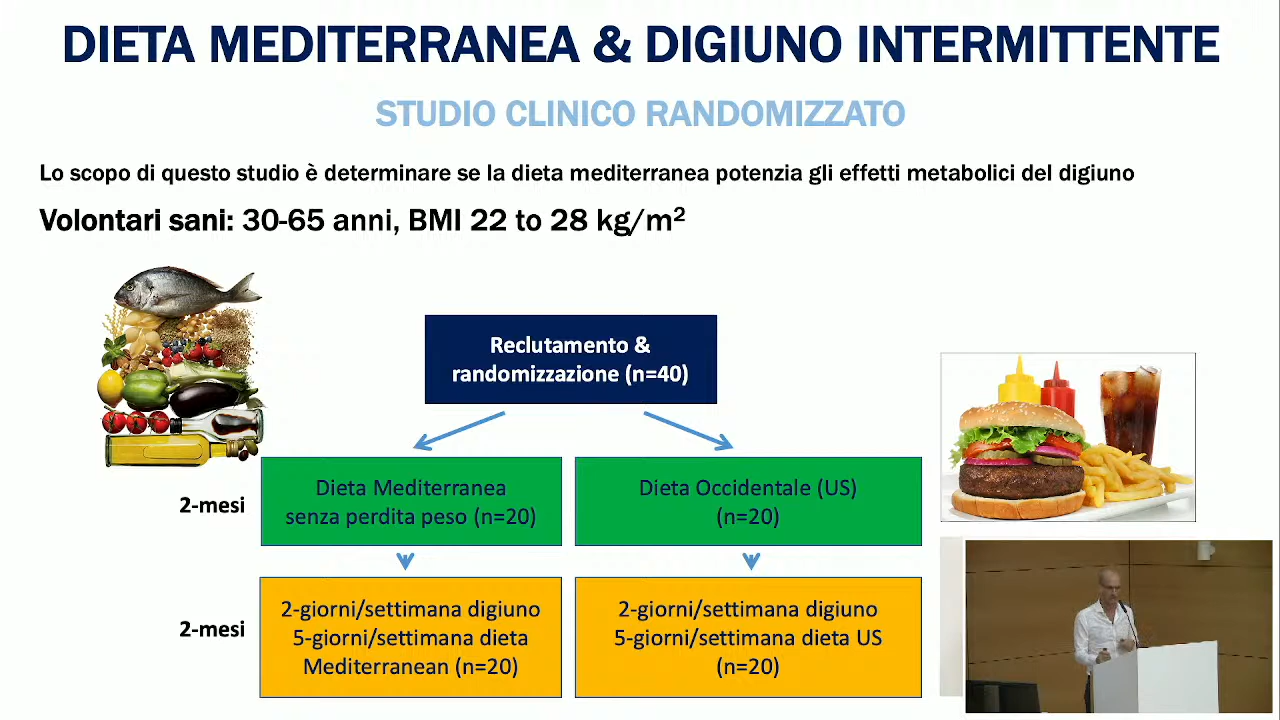 DIETA MEDITERRANEA & DIGIUNO INTERMITTENTE
STUDIO CLINICO RANDOMIZZATO
Lo scopo di questo studio è determinare se la dieta mediterranea potenzia gli effetti metabolici del digiuno
Volontari sani: 30-65 anni, BMI 22 to 28 kg/m²
Reclutamento &
randomizzazione (n=40)
2-mesi
Dieta Mediterranea
senza perdita peso (n=20)
Dieta Occidentale (US)
(n=20)
2-mesi
2-giorni/settimana digiuno
5-giorni/settimana dieta
Mediterranean (n=20)
2-giorni/settimana digiuno
5-giorni/settimana dieta US
(n=20)